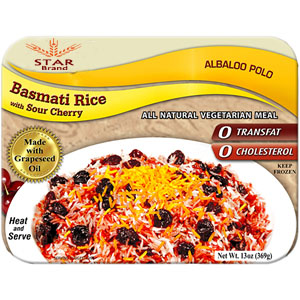 STAR
Brand
ALBALOO POLO
Basmati Rice
with Sour Cherry
ALL NATURAL VEGETARIAN MEAL
0 TRANSFAT
0 CHOLESTEROL
Made with
Grapeseed
Oil
KEEP
FROZEN
Heat
and
Serve
Net Wt. 13oz (369g)